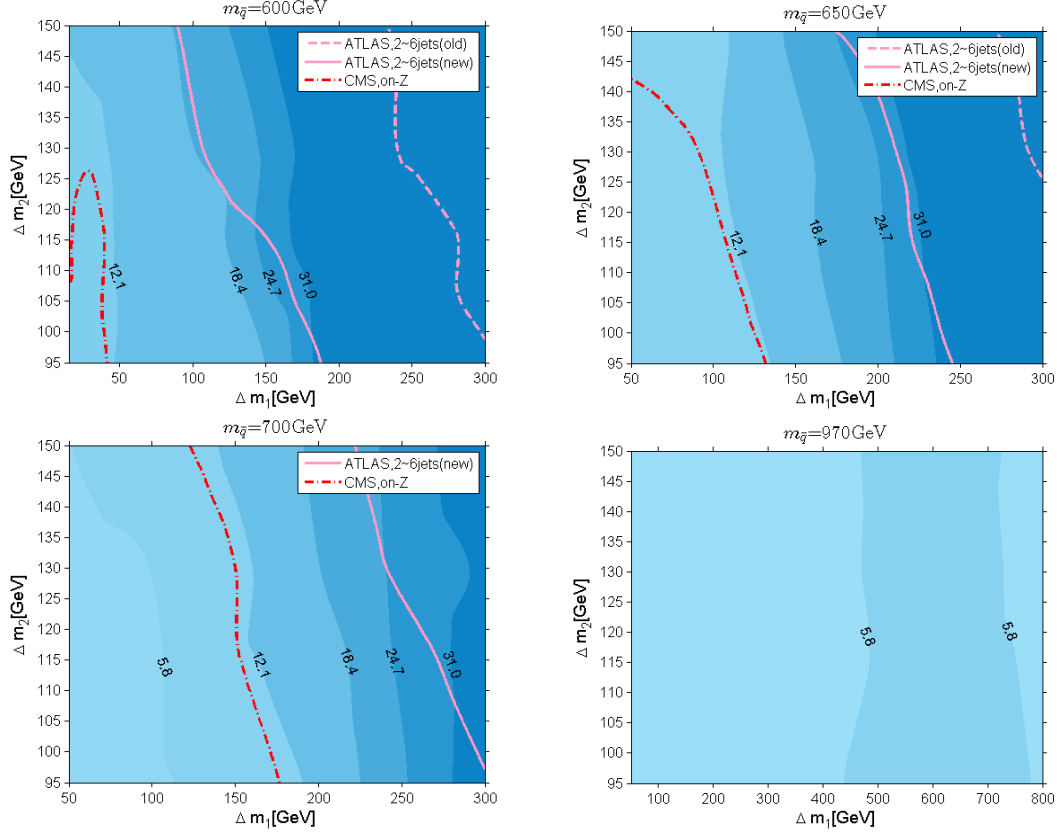 m_q̃=600GeV
150
145
140
135
130
125
120
115
110
105
100
95
Δ m₂[GeV]
ATLAS,2~6jets(old)
ATLAS,2~6jets(new)
CMS,on-Z
12.1
18.4
24.7
31.0
50 100 150 200 250 300
Δ m₁[GeV]
m_q̃=650GeV
150
145
140
135
130
125
120
115
110
105
100
95
Δ m₂[GeV]
ATLAS,2~6jets(old)
ATLAS,2~6jets(new)
CMS,on-Z
12.1
18.4
24.7
31.0
50 100 150 200 250 300
Δ m₁[GeV]
m_q̃=700GeV
150
145
140
135
130
125
120
115
110
105
100
95
Δ m₂[GeV]
ATLAS,2~6jets(new)
CMS,on-Z
5.8
12.1
18.4
24.7
31.0
50 100 150 200 250 300
Δ m₁[GeV]
m_q̃=970GeV
150
145
140
135
130
125
120
115
110
105
100
95
Δ m₂[GeV]
5.8
5.8
100 200 300 400 500 600 700 800
Δ m₁[GeV]